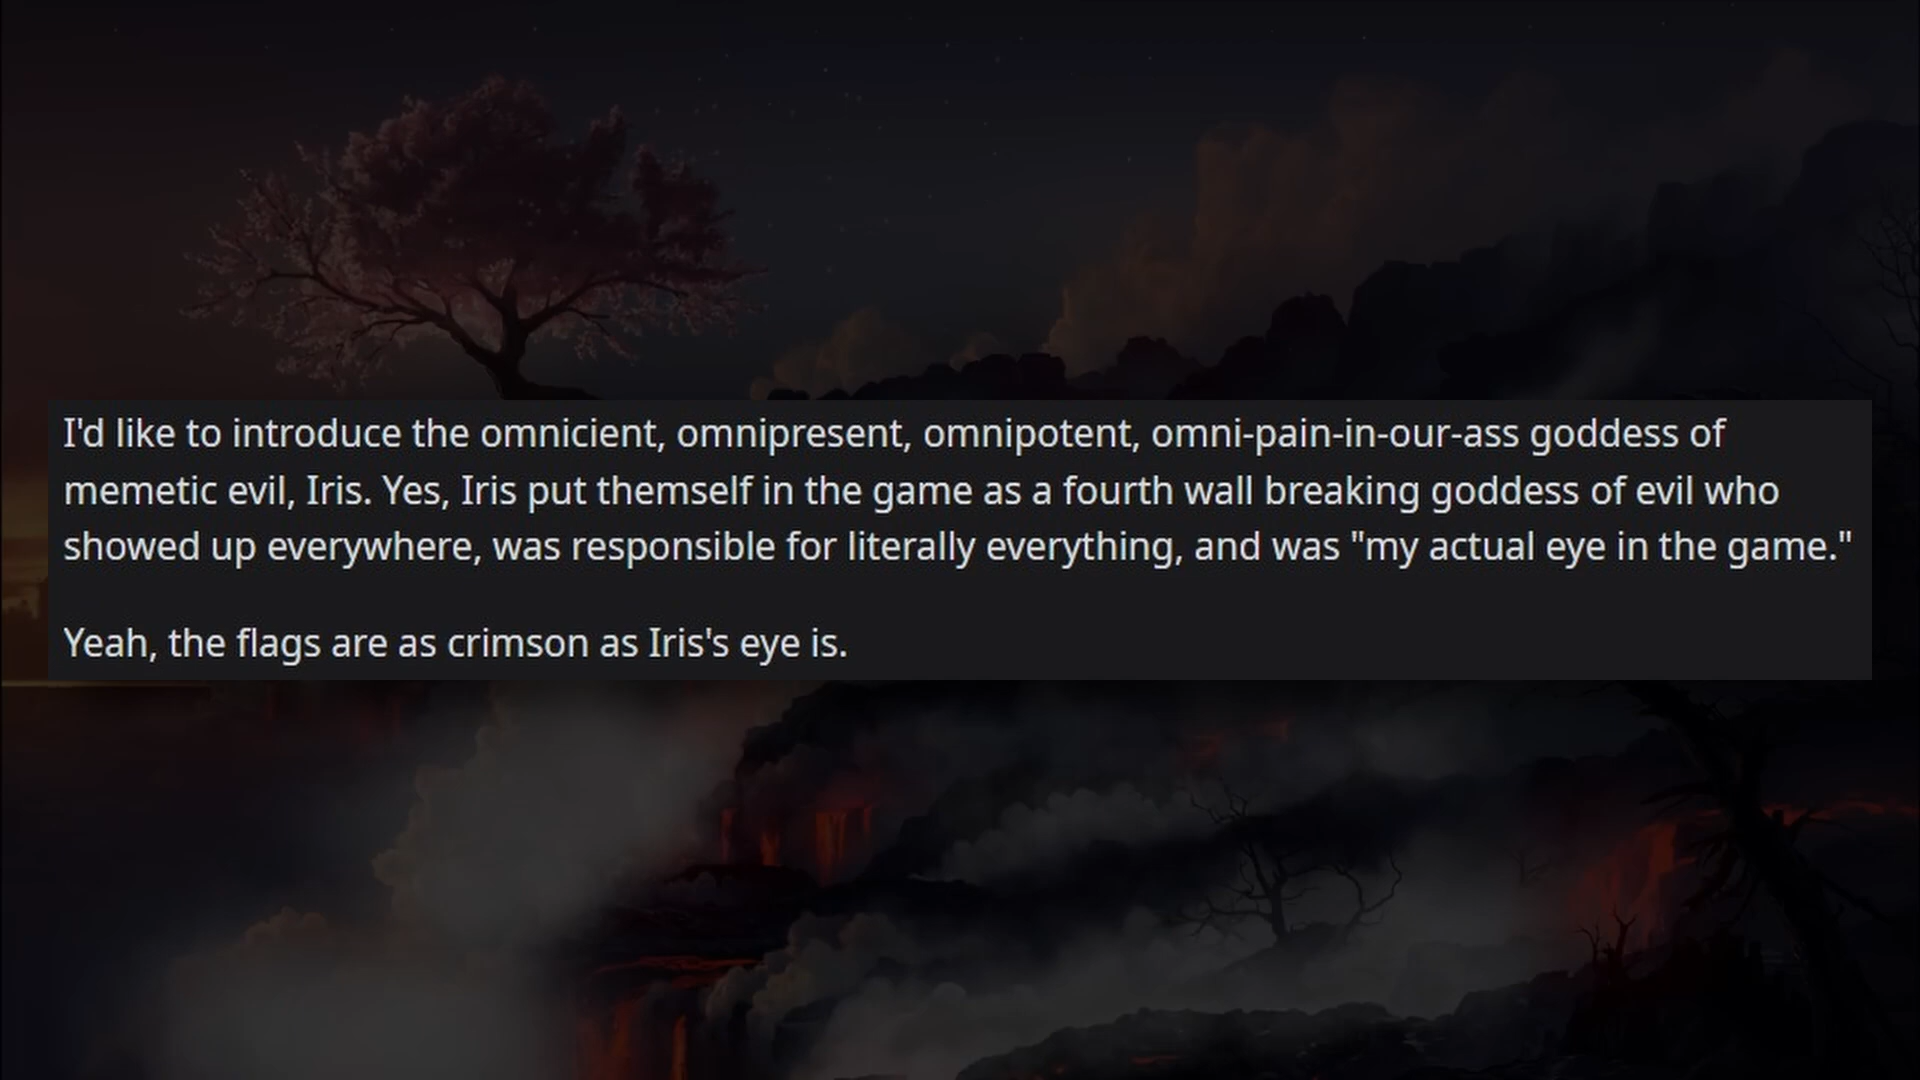 I'd like to introduce the omnicient, omnipresent, omnipotent, omni-pain-in-our-ass goddess of
memetic evil, Iris. Yes, Iris put themself in the game as a fourth wall breaking goddess of evil who
showed up everywhere, was responsible for literally everything, and was "my actual eye in the game."
Yeah, the flags are as crimson as Iris's eye is.